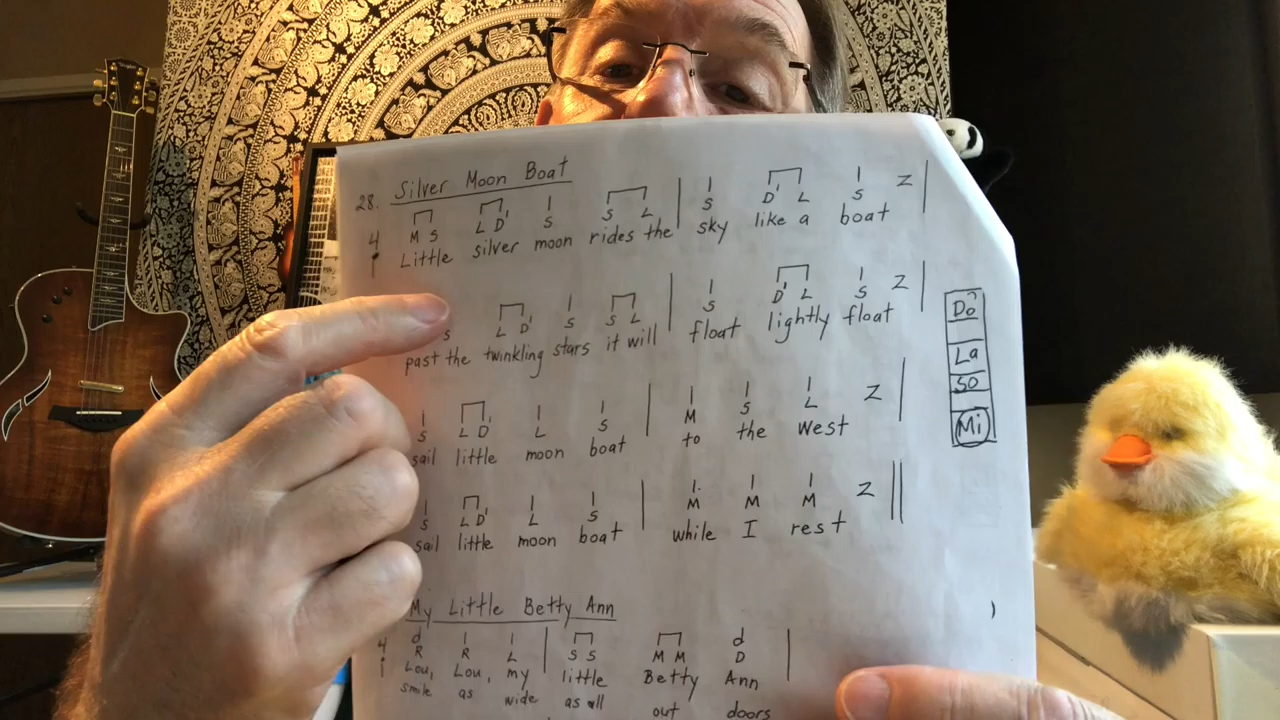 28. Silver Moon Boat
M S L D' S S L S D' L S Z
4 Little silver moon rides the sky like a boat
S L D' S S L S D' L S Z
past the twinkling stars it will float lightly float
S L D' L S M S L Z
sail little moon boat to the west
S L D' L S M M M Z
sail little moon boat while I rest
Do'
La
So
Mi
My Little Betty Ann
4 d d
R R L S S M M D
Lou, Lou, my little Betty Ann
smile as wide as all out doors